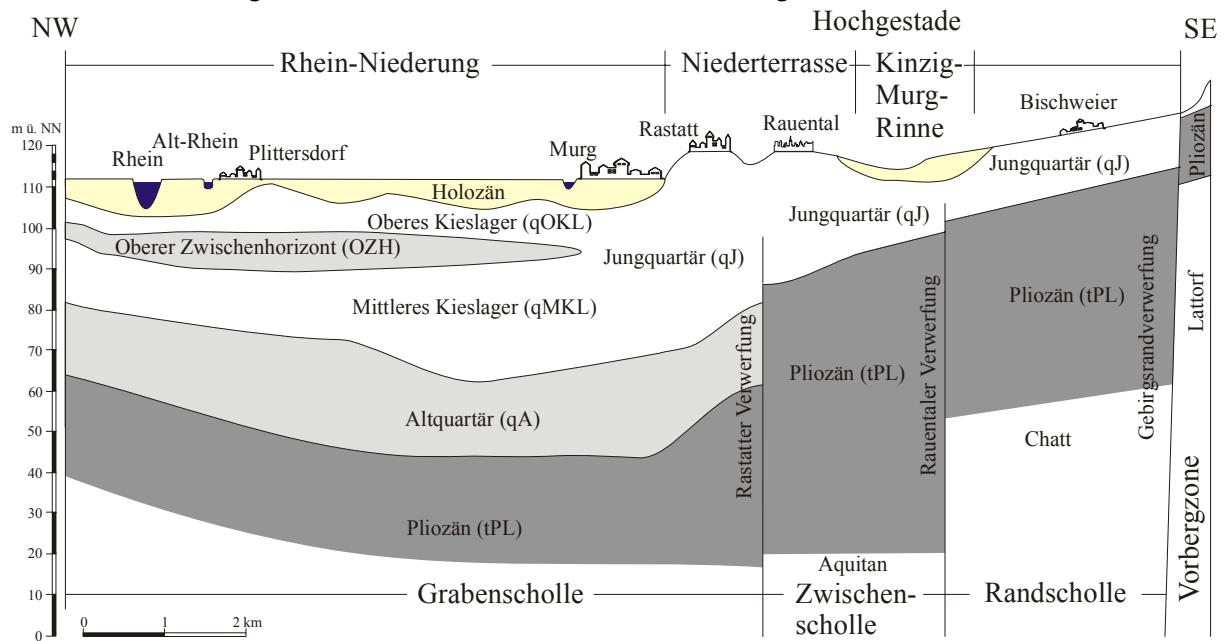 Hochgestade
NW
SE
Rhein-Niederung
Niederterrasse
Kinzig-
Murg-
Rinne
Bischweier
m ü. NN
Alt-Rhein
Rhein
Plittersdorf
Murg
Rastatt
Rauental
120
110
100
90
80
70
60
50
40
30
20
10
0
Holozän
Jungquartär (qJ)
Pliozän
Oberes Kieslager (qOKL)
Jungquartär (qJ)
Oberer Zwischenhorizont (OZH)
Jungquartär (qJ)
Mittleres Kieslager (qMKL)
Pliozän (tPL)
Lattorf
Gebirgsrandverwerfung
Rastatter Verwerfung
Pliozän (tPL)
Rauentaler Verwerfung
Altquartär (qA)
Chatt
Pliozän (tPL)
Aquitan
Grabenscholle
Zwischen-
scholle
Randscholle
Vorbergzone
0 1 2 km